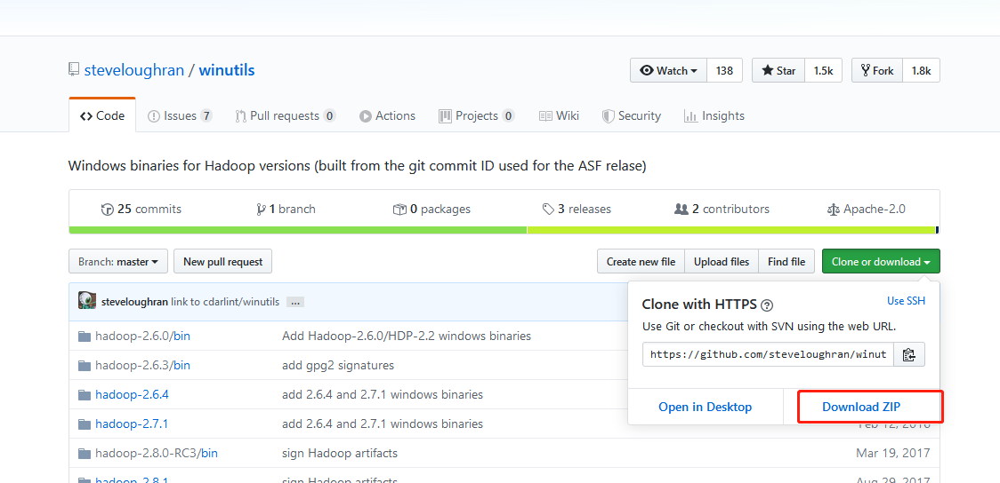 steveloughran / winutils
Watch 138 Star 1.5k Fork 1.8k
Code Issues 7 Pull requests 0 Actions Projects 0 Wiki Security Insights
Windows binaries for Hadoop versions (built from the git commit ID used for the ASF relase)
25 commits 1 branch 0 packages 3 releases 2 contributors Apache-2.0
Branch: master New pull request Create new file Upload files Find file Clone or download
steveloughran link to cdarlint/winutils ...
Clone with HTTPS ?
Use SSH
Use Git or checkout with SVN using the web URL.
https://github.com/steveloughran/winut
Open in Desktop Download ZIP
hadoop-2.6.0/bin Add Hadoop-2.6.0/HDP-2.2 windows binaries
hadoop-2.6.3/bin add gpg2 signatures
hadoop-2.6.4 add 2.6.4 and 2.7.1 windows binaries
hadoop-2.7.1 add 2.6.4 and 2.7.1 windows binaries Feb 12, 2016
hadoop-2.8.0-RC3/bin sign Hadoop artifacts Mar 19, 2017
hadoop-2.8.1 sign Hadoop artifacts Aug 29, 2017